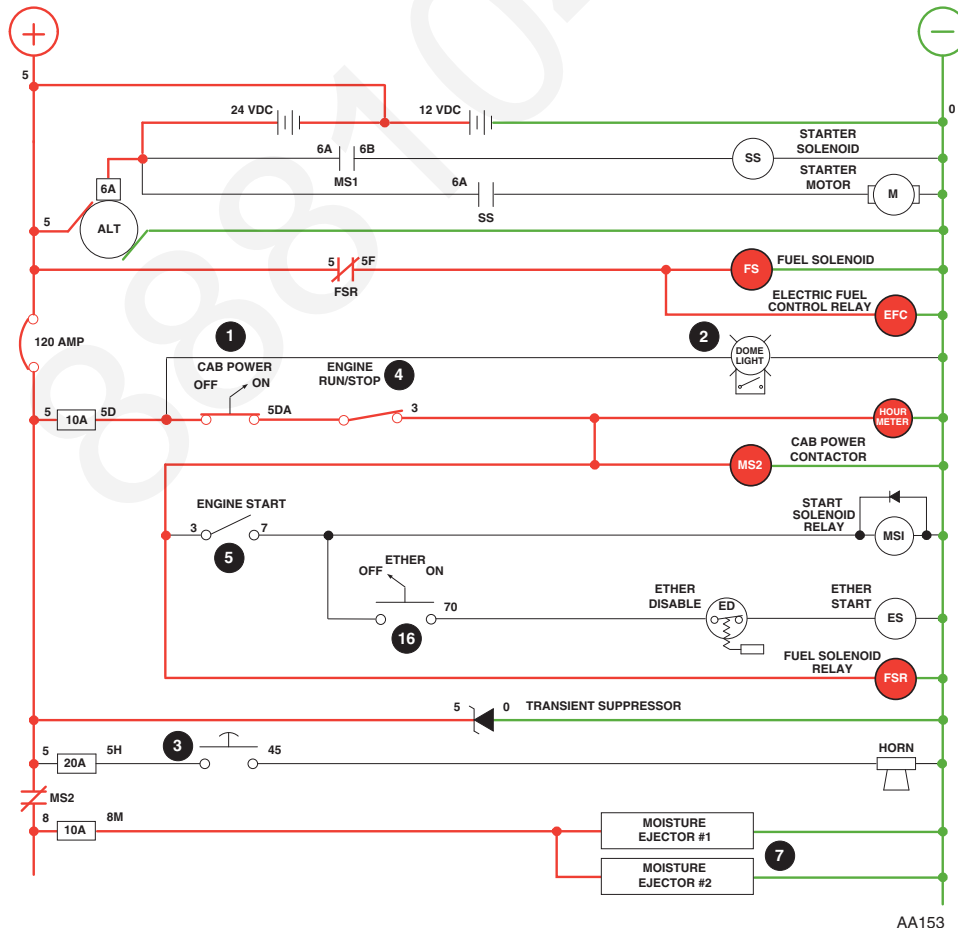 +
−
5
0
24 VDC
12 VDC
STARTER
SOLENOID
6A
6B
SS
MS1
STARTER
MOTOR
6A
6A
SS
M
5
ALT
5
5F
FSR
FS
FUEL SOLENOID
ELECTRIC FUEL
CONTROL RELAY
EFC
120 AMP
1
2
DOME
LIGHT
CAB POWER
OFF
ON
ENGINE
RUN/STOP
4
5
10A
5D
5DA
3
HOUR
METER
CAB POWER
CONTACTOR
MS2
ENGINE START
3
7
5
START
SOLENOID
RELAY
MSI
ETHER
OFF
ON
70
16
ETHER
DISABLE
ED
ETHER
START
ES
FUEL SOLENOID
RELAY
FSR
5
0
TRANSIENT SUPPRESSOR
5
20A
5H
3
45
HORN
MS2
8
10A
8M
MOISTURE
EJECTOR #1
7
MOISTURE
EJECTOR #2
AA153